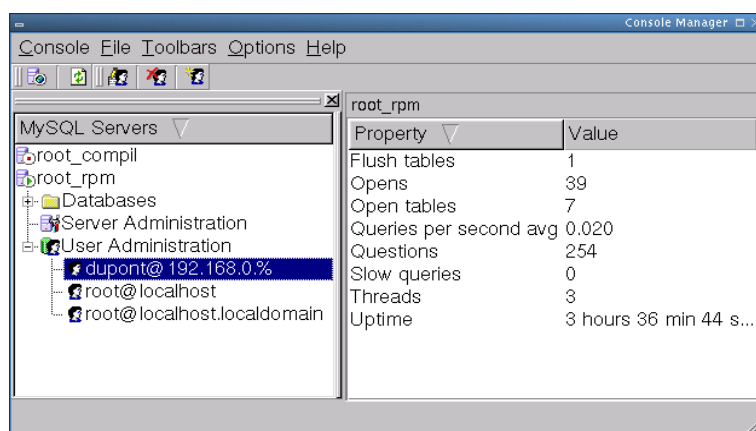 Console Manager
Console File Toolbars Options Help
root_rpm
MySQL Servers
Property Value
root_compil
root_rpm
Databases
Server Administration
User Administration
dupont@192.168.0.%
root@localhost
root@localhost.localdomain
Flush tables 1
Opens 39
Open tables 7
Queries per second avg 0.020
Questions 254
Slow queries 0
Threads 3
Uptime 3 hours 36 min 44 s...